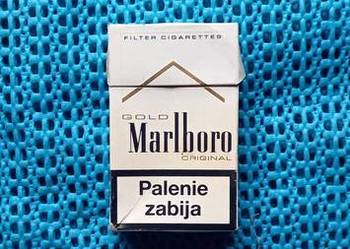 FILTER CIGARETTES
GOLD
Marlboro
ORIGINAL
Palenie
zabija